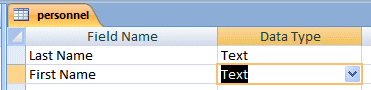 personnel
Field Name Data Type
Last Name Text
First Name Text